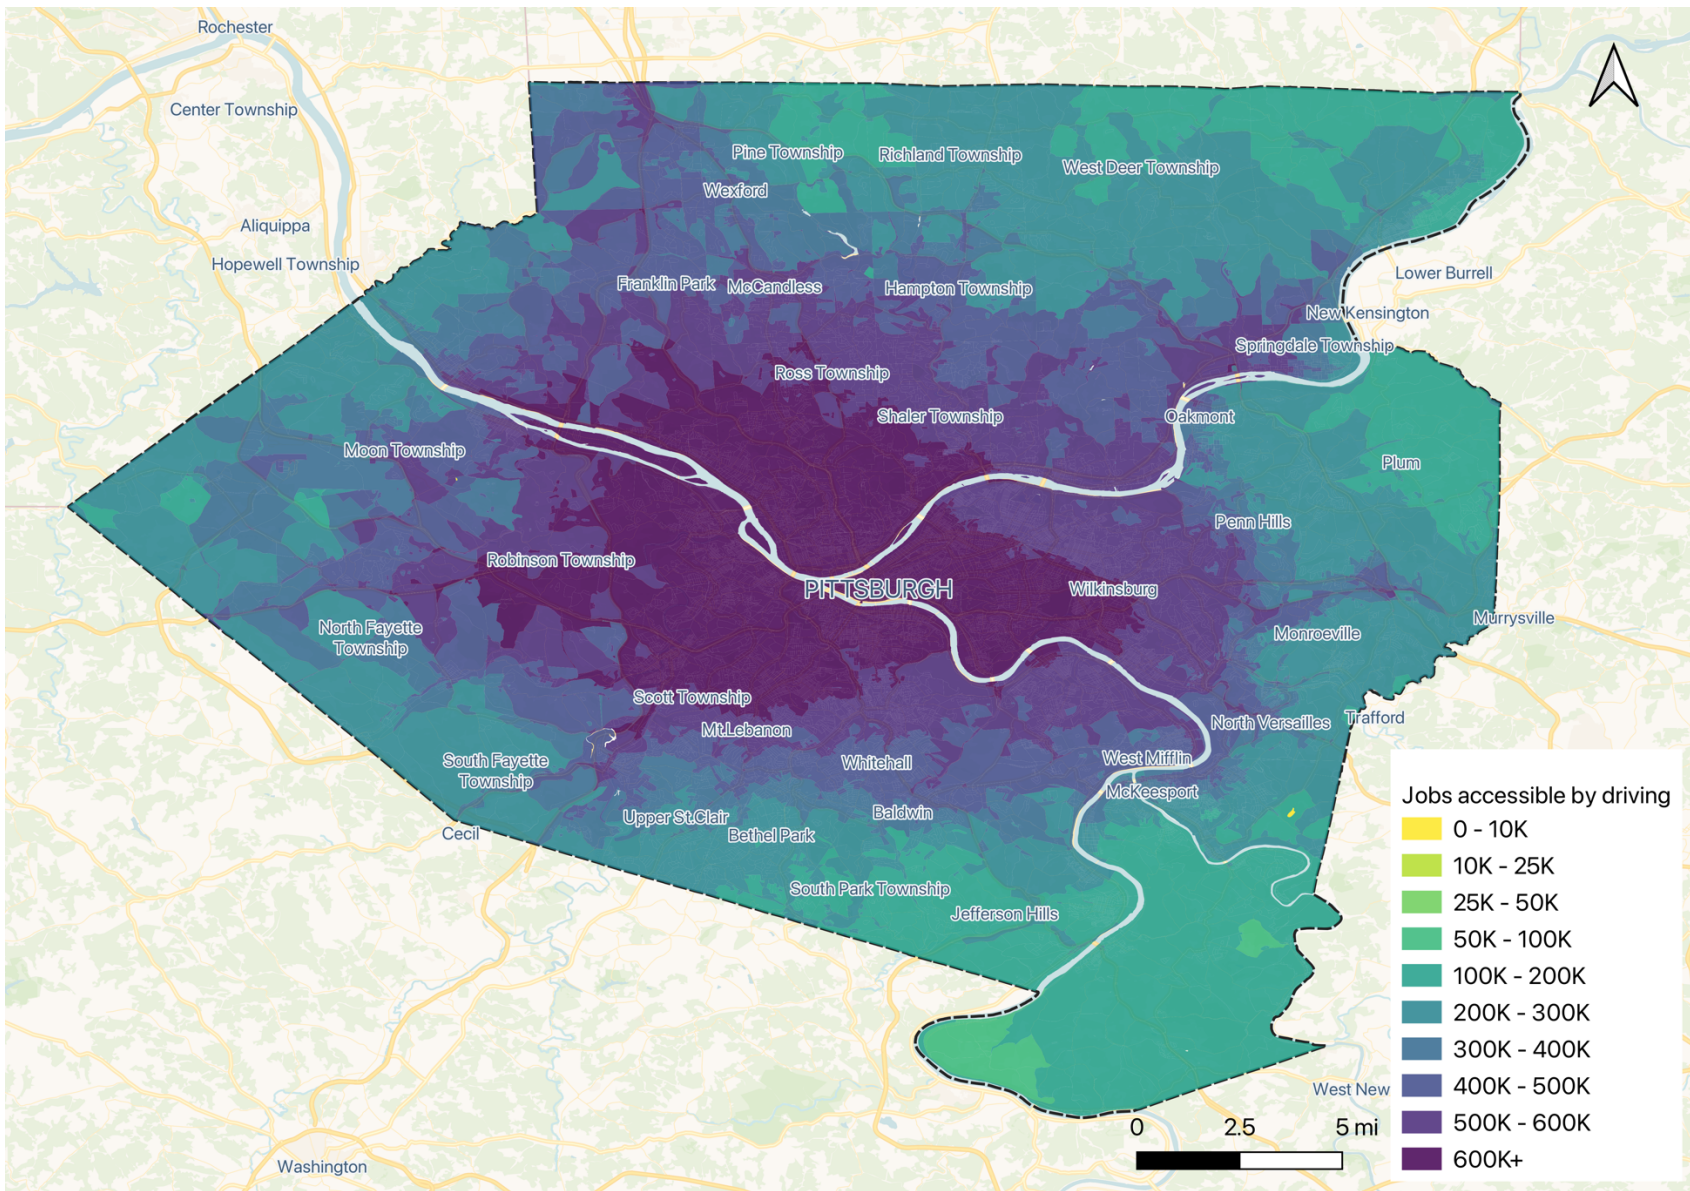 Rochester
Center Township
Pine Township
Richland Township
West Deer Township
Wexford
Aliquippa
Hopewell Township
Lower Burrell
Franklin Park
McCandless
Hampton Township
New Kensington
Springdale Township
Ross Township
Shaler Township
Oakmont
Moon Township
Plum
Penn Hills
Robinson Township
PITTSBURGH
Wilkinsburg
Murrysville
North Fayette
Township
Monroeville
Scott Township
Mt.Lebanon
North Versailles
Trafford
South Fayette
Township
Whitehall
West Mifflin
McKeesport
Upper St.Clair
Baldwin
Cecil
Bethel Park
South Park Township
Jefferson Hills
West New
Washington
Jobs accessible by driving
0 - 10K
10K - 25K
25K - 50K
50K - 100K
100K - 200K
200K - 300K
300K - 400K
400K - 500K
500K - 600K
600K+
0 2.5 5 mi